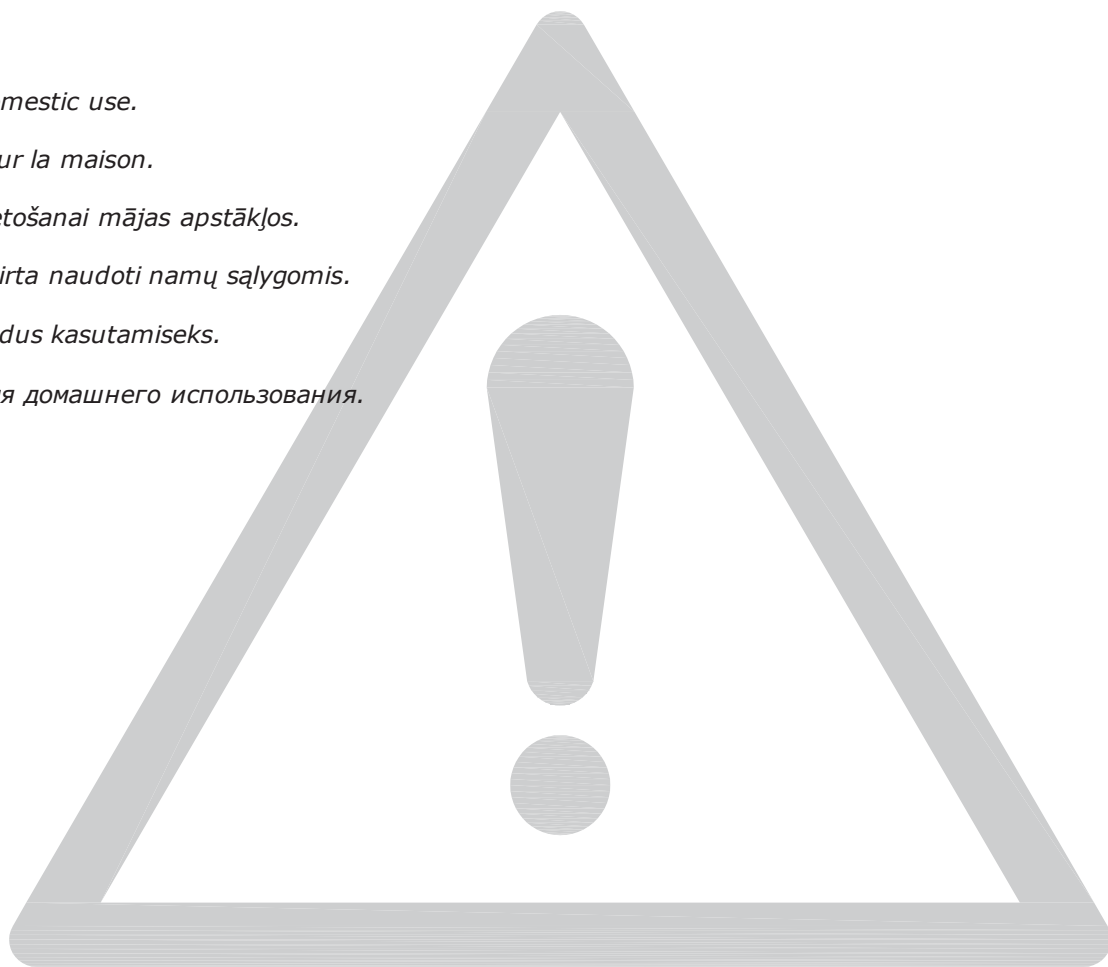 mestic use.
ur la maison.
etošanai mājas apstākļos.
irta naudoti namų sąlygomis.
dus kasutamiseks.
я домашнего использования.